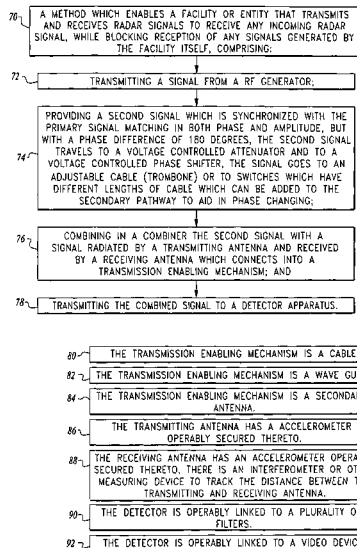 70
A METHOD WHICH ENABLES A FACILITY OR ENTITY THAT TRANSMITS
AND RECEIVES RADAR SIGNALS TO RECEIVE ANY INCOMING RADAR
SIGNAL, WHILE BLOCKING RECEPTION OF ANY SIGNALS GENERATED BY
THE FACILITY ITSELF, COMPRISING:
72
TRANSMITTING A SIGNAL FROM A RF GENERATOR;
74
PROVIDING A SECOND SIGNAL WHICH IS SYNCHRONIZED WITH THE
PRIMARY SIGNAL MATCHING IN BOTH PHASE AND AMPLITUDE, BUT
WITH A PHASE DIFFERENCE OF 180 DEGREES, THE SECOND SIGNAL
TRAVELS TO A VOLTAGE CONTROLLED ATTENUATOR AND TO A
VOLTAGE CONTROLLED PHASE SHIFTER, THE SIGNAL GOES TO AN
ADJUSTABLE CABLE (TROMBONE) OR TO SWITCHES WHICH HAVE
DIFFERENT LENGTHS OF CABLE WHICH CAN BE ADDED TO THE
SECONDARY PATHWAY TO AID IN PHASE CHANGING;
76
COMBINING IN A COMBINER THE SECOND SIGNAL WITH A
SIGNAL RADIATED BY A TRANSMITTING ANTENNA AND RECEIVED
BY A RECEIVING ANTENNA WHICH CONNECTS INTO A
TRANSMISSION ENABLING MECHANISM; AND
78
TRANSMITTING THE COMBINED SIGNAL TO A DETECTOR APPARATUS.
80
THE TRANSMISSION ENABLING MECHANISM IS A CABLE
82
THE TRANSMISSION ENABLING MECHANISM IS A WAVE GU
84
THE TRANSMISSION ENABLING MECHANISM IS A SECONDA
ANTENNA.
86
THE TRANSMITTING ANTENNA HAS A ACCELEROMETER
OPERABLY SECURED THERETO.
88
THE RECEIVING ANTENNA HAS AN ACCELEROMETER OPERA
SECURED THERETO. THERE IS AN INTERFEROMETER OR OT
MEASURING DEVICE TO TRACK THE DISTANCE BETWEEN T
TRANSMITTING AND RECEIVING ANTENNA.
90
THE DETECTOR IS OPERABLY LINKED TO A PLURALITY O
FILTERS.
92
THE DETECTOR IS OPERABLY LINKED TO A VIDEO DEVIC